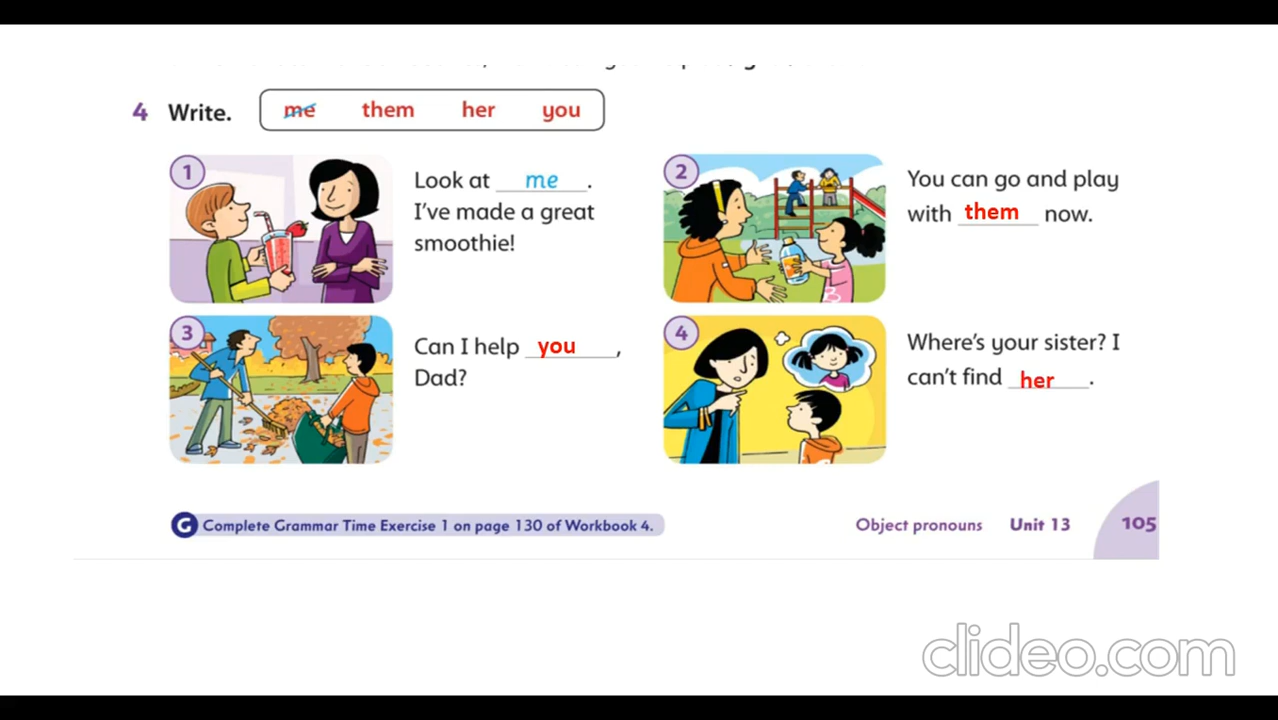 4 Write. me them her you
1 Look at me.
I've made a great
smoothie!
2 You can go and play
with them now.
3 Can I help you,
Dad?
4 Where's your sister? I
can't find her.
G Complete Grammar Time Exercise 1 on page 130 of Workbook 4.
Object pronouns Unit 13 105
clideo.com